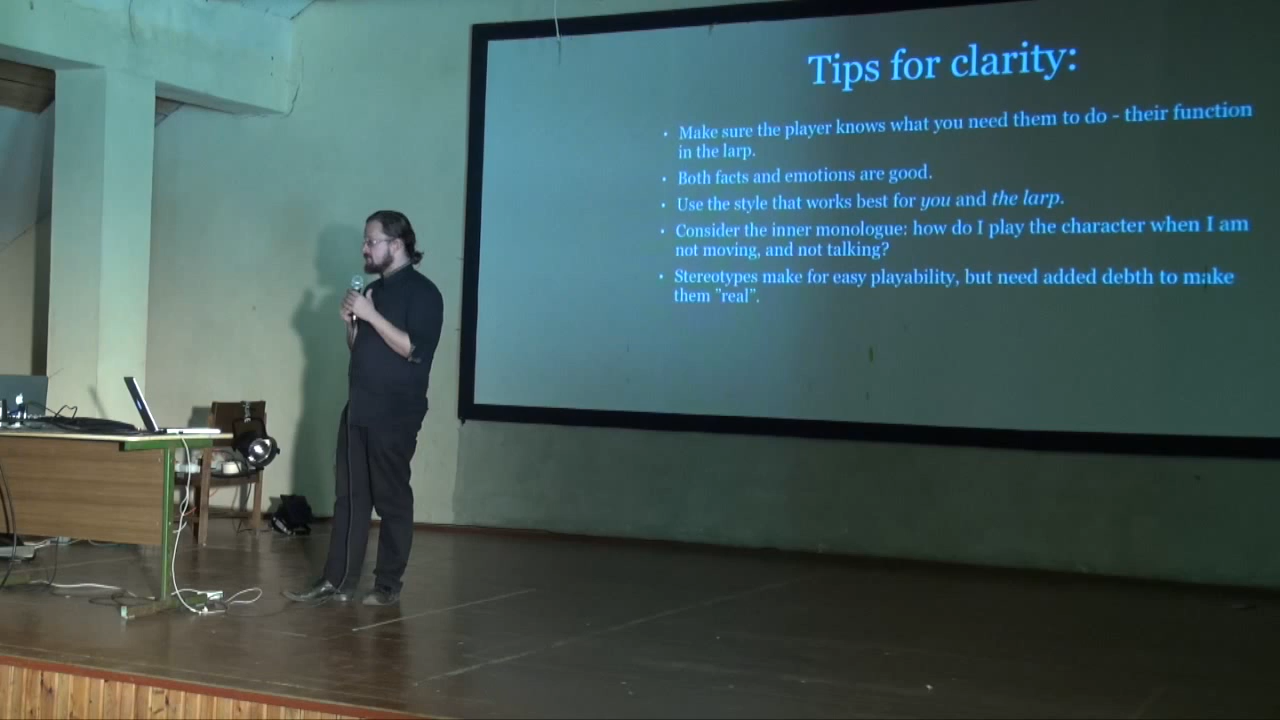 Tips for clarity:
• Make sure the player knows what you need them to do - their function
in the larp.
• Both facts and emotions are good.
• Use the style that works best for you and the larp.
• Consider the inner monologue: how do I play the character when I am
not moving, and not talking?
• Stereotypes make for easy playability, but need added debth to make
them "real".